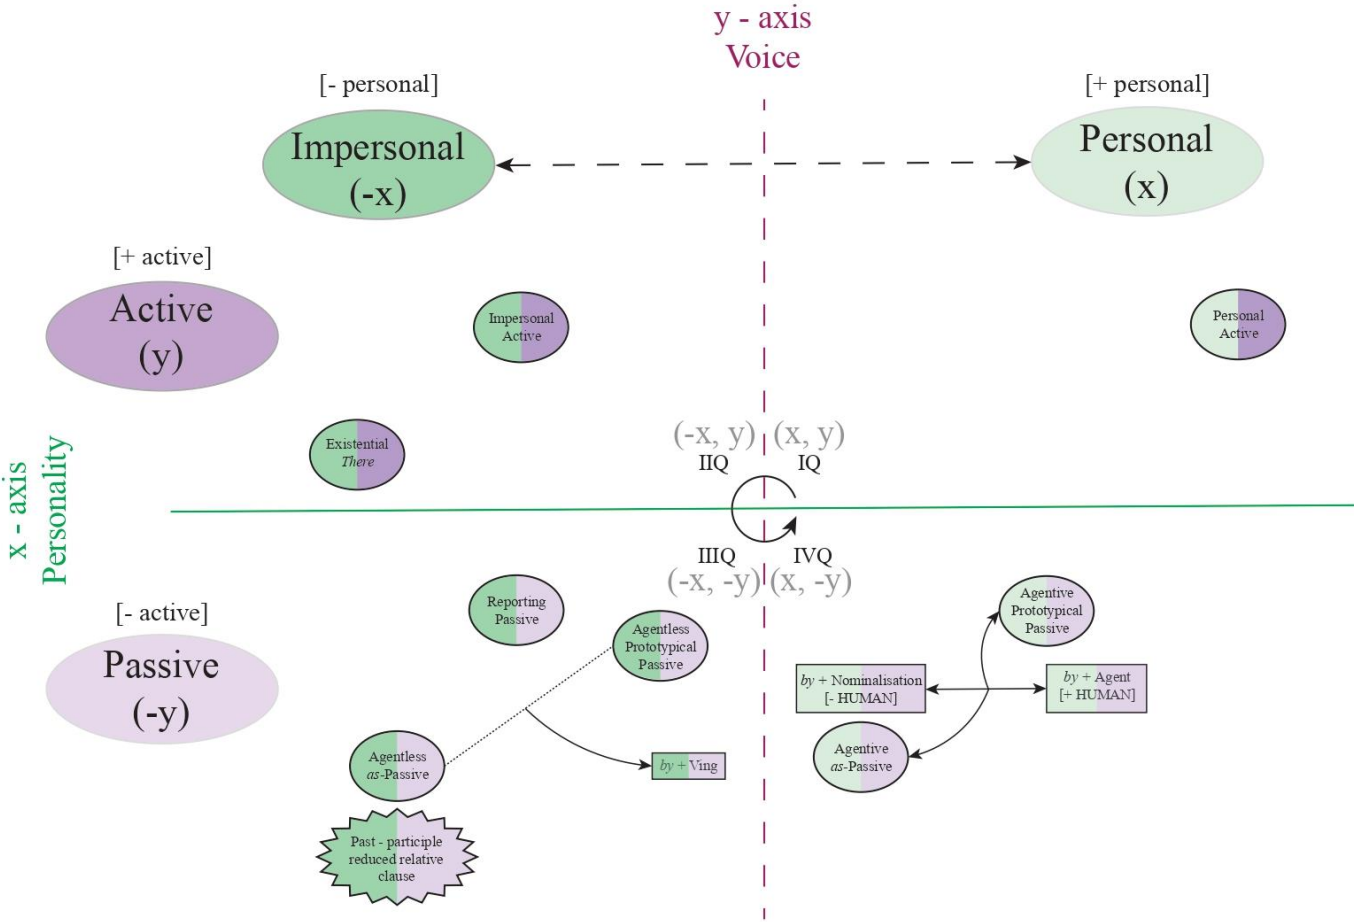 y - axis
Voice
[- personal]
[+ personal]
Impersonal
(-x)
Personal
(x)
[+ active]
Active
(y)
Impersonal
Active
Personal
Active
Existential
There
(-x, y)
(x, y)
IIQ
IQ
x - axis
Personality
IIIQ
IVQ
(-x, -y)
(x, -y)
[- active]
Passive
(-y)
Reporting
Passive
Agentless
Prototypical
Passive
Agentive
Prototypical
Passive
by + Nominalisation
[- HUMAN]
by + Agent
[+ HUMAN]
Agentless
as-Passive
by + Ving
Agentive
as-Passive
Past - participle
reduced relative
clause